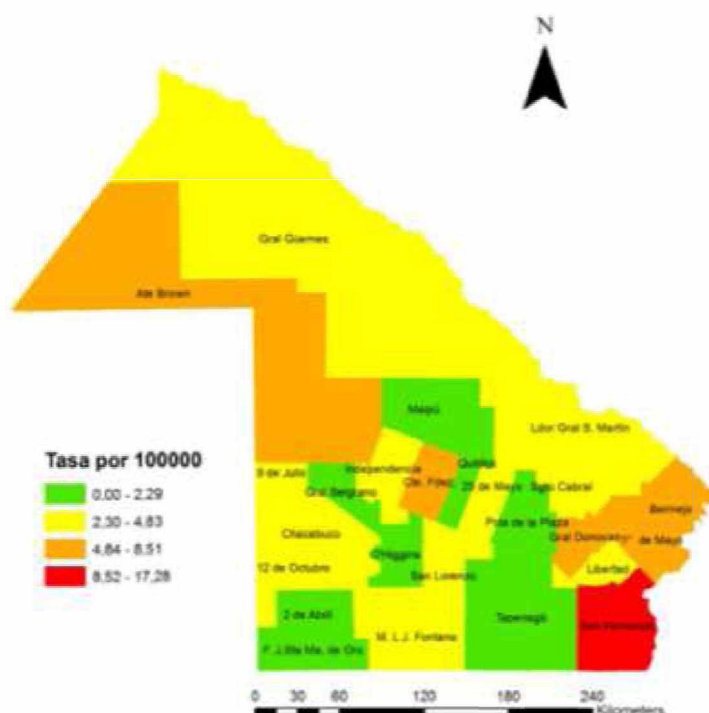 N
Gral Güemes
Alte Brown
Maipú
Ldor Gral S. Martin
Tasa por 100000
0,00 - 2,29
2,30 - 4,83
4,84 - 8,51
8,52 - 17,28
9 de Julio
Independencia
Quitilipi
Gral Belgrano
Cte. Fdez
25 de Mayo
Sgto Cabral
Bermejo
Pcia de la Plaza
Gral Donovan
de Mayo
Chacabuco
O'Higgins
12 de Octubre
San Lorenzo
Libertad
2 de Abril
Tapenagá
San Fernando
M. L.J. Fontana
F. J.Sta Ma. de Oro
0 30 60 120 180 240
Kilometers